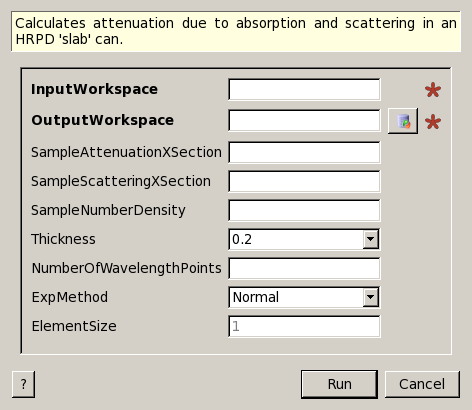 Calculates attenuation due to absorption and scattering in an
HRPD 'slab' can.
InputWorkspace
OutputWorkspace
SampleAttenuationXSection
SampleScatteringXSection
SampleNumberDensity
Thickness 0.2
NumberOfWavelengthPoints
ExpMethod Normal
ElementSize 1
? Run Cancel